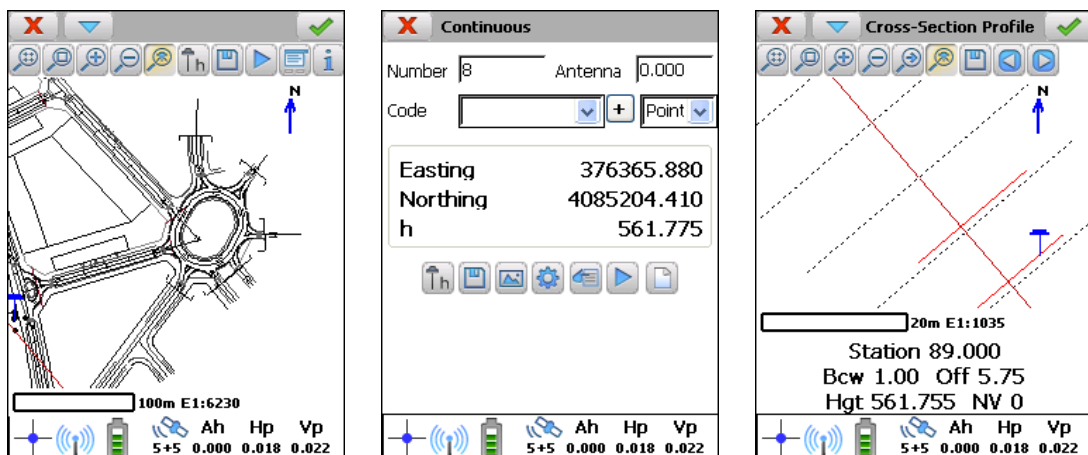 h
i
N
100m E1:6230
Ah Hp Vp
5+5 0.000 0.018 0.022
X Continuous
Number 8 Antenna 0.000
Code + Point
Easting 376365.880
Northing 4085204.410
h 561.775
h
Ah Hp Vp
5+5 0.000 0.018 0.022
X Cross-Section Profile
N
20m E1:1035
Station 89.000
Bcw 1.00 Off 5.75
Hgt 561.755 NV 0
Ah Hp Vp
5+5 0.000 0.018 0.022